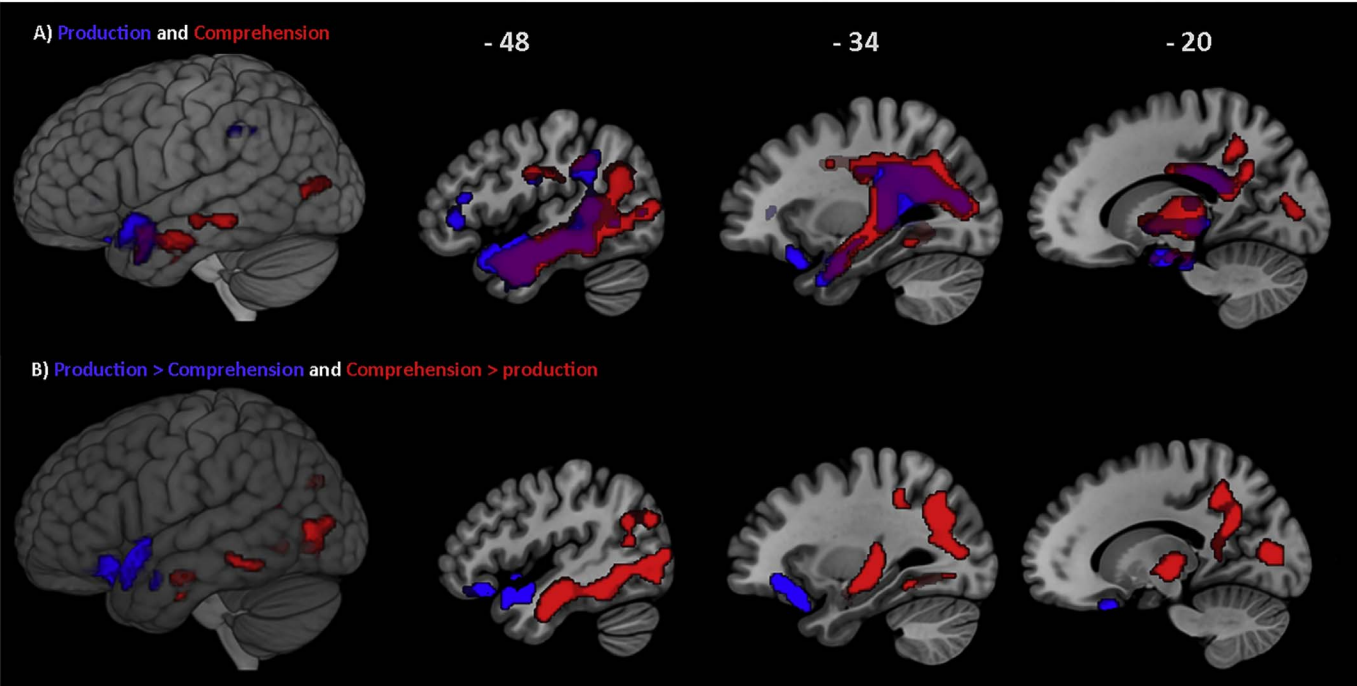 A) Production and Comprehension
- 48
- 34
- 20
B) Production > Comprehension and Comprehension > production